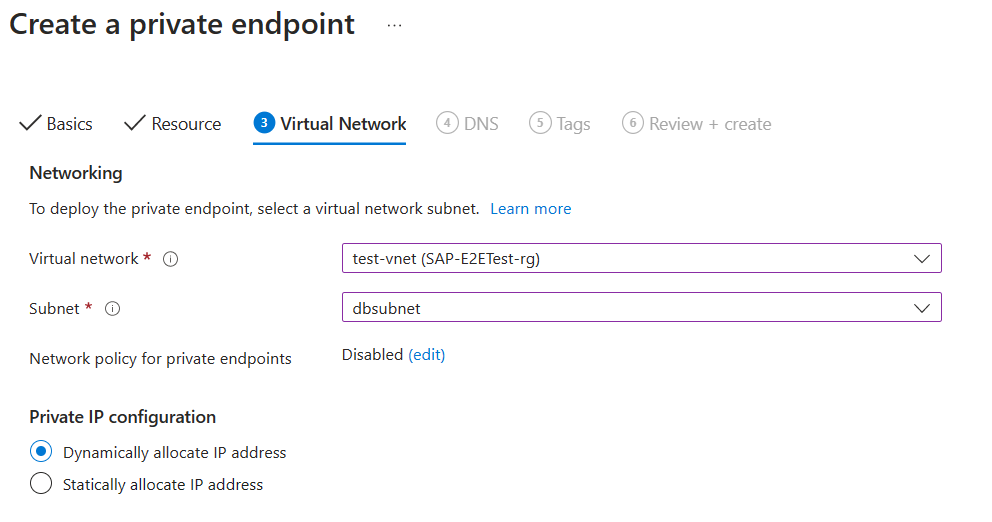 Create a private endpoint ...
Basics Resource 3 Virtual Network 4 DNS 5 Tags 6 Review + create
Networking
To deploy the private endpoint, select a virtual network subnet. Learn more
Virtual network * i test-vnet (SAP-E2ETest-rg)
Subnet * i dbsubnet
Network policy for private endpoints Disabled (edit)
Private IP configuration
Dynamically allocate IP address
Statically allocate IP address